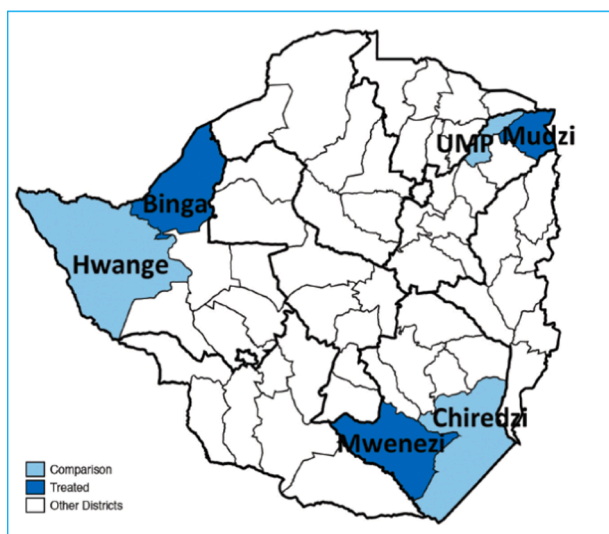 UMP
Mudzi
Binga
Hwange
Chiredzi
Mwenezi
Comparison
Treated
Other Districts